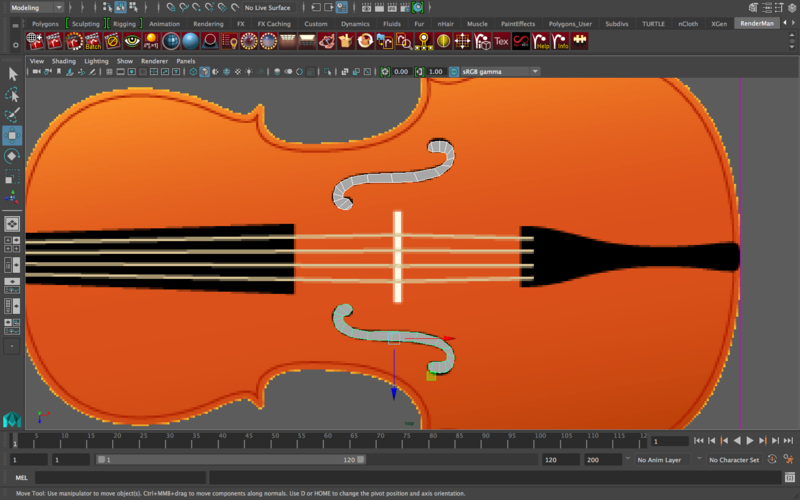 Modeling No Live Surface
Polygons Sculpting Rigging Animation Rendering FX FX Caching Custom Dynamics Fluids Fur nHair Muscle PaintEffects Polygons_User Subdivs TURTLE nCloth XGen RenderMan
Batch Tex Help Info
View Shading Lighting Show Renderer Panels
0.00 1.00 sRGB gamma
top
1 5 10 15 20 25 30 35 40 45 50 55 60 65 70 75 80 85 90 95 100 105 110 115 12 1
1 1 1 120 120 200 No Anim Layer No Character Set
MEL
Move Tool: Use manipulator to move object(s). Ctrl+MMB+drag to move components along normals. Use D or HOME to change the pivot position and axis orientation.